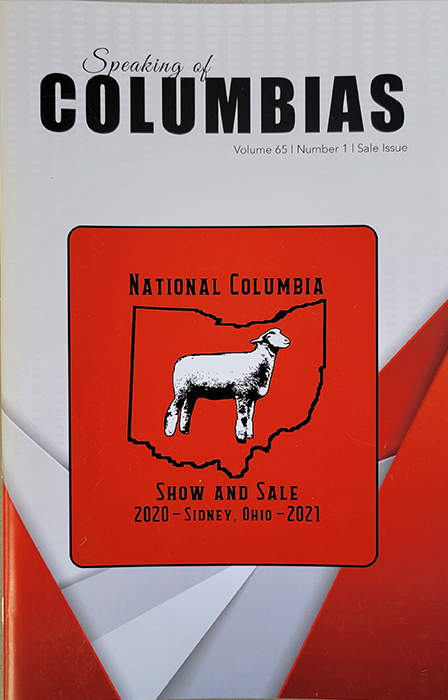 Speaking of
COLUMBIAS
Volume 65 | Number 1 | Sale Issue
NATIONAL COLUMBIA
SHOW AND SALE
2020 – SIDNEY, OHIO – 2021